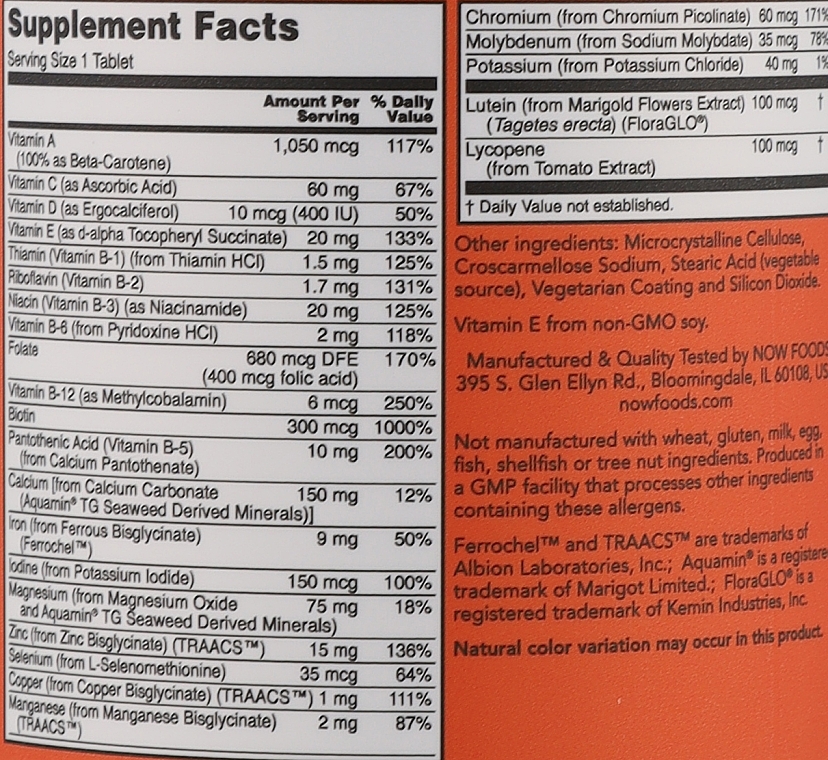 Supplement Facts
Serving Size 1 Tablet
Amount Per % Daily
Serving Value
Vitamin A 1,050 mcg 117%
(100% as Beta-Carotene)
Vitamin C (as Ascorbic Acid) 60 mg 67%
Vitamin D (as Ergocalciferol) 10 mcg (400 IU) 50%
Vitamin E (as d-alpha Tocopheryl Succinate) 20 mg 133%
Thiamin (Vitamin B-1) (from Thiamin HCl) 1.5 mg 125%
Riboflavin (Vitamin B-2) 1.7 mg 131%
Niacin (Vitamin B-3) (as Niacinamide) 20 mg 125%
Vitamin B-6 (from Pyridoxine HCl) 2 mg 118%
Folate 680 mcg DFE 170%
(400 mcg folic acid)
Vitamin B-12 (as Methylcobalamin) 6 mcg 250%
Biotin 300 mcg 1000%
Pantothenic Acid (Vitamin B-5) 10 mg 200%
(from Calcium Pantothenate)
Calcium [from Calcium Carbonate 150 mg 12%
(Aquamin® TG Seaweed Derived Minerals)]
Iron (from Ferrous Bisglycinate) 9 mg 50%
(Ferrochel™)
Iodine (from Potassium Iodide) 150 mcg 100%
Magnesium (from Magnesium Oxide 75 mg 18%
and Aquamin® TG Seaweed Derived Minerals)
Zinc (from Zinc Bisglycinate) (TRAACS™) 15 mg 136%
Selenium (from L-Selenomethionine) 35 mcg 64%
Copper (from Copper Bisglycinate) (TRAACS™) 1 mg 111%
Manganese (from Manganese Bisglycinate) 2 mg 87%
(TRAACS™)
Chromium (from Chromium Picolinate) 60 mcg 171%
Molybdenum (from Sodium Molybdate) 35 mcg 78%
Potassium (from Potassium Chloride) 40 mg 1%
Lutein (from Marigold Flowers Extract) 100 mcg †
(Tagetes erecta) (FloraGLO®)
Lycopene 100 mcg †
(from Tomato Extract)
† Daily Value not established.
Other ingredients: Microcrystalline Cellulose,
Croscarmellose Sodium, Stearic Acid (vegetable
source), Vegetarian Coating and Silicon Dioxide.
Vitamin E from non-GMO soy.
Manufactured & Quality Tested by NOW FOODS
395 S. Glen Ellyn Rd., Bloomingdale, IL 60108, US
nowfoods.com
Not manufactured with wheat, gluten, milk, egg,
fish, shellfish or tree nut ingredients. Produced in
a GMP facility that processes other ingredients
containing these allergens.
Ferrochel™ and TRAACS™ are trademarks of
Albion Laboratories, Inc.; Aquamin® is a registere
trademark of Marigot Limited.; FloraGLO® is a
registered trademark of Kemin Industries, Inc.
Natural color variation may occur in this product.